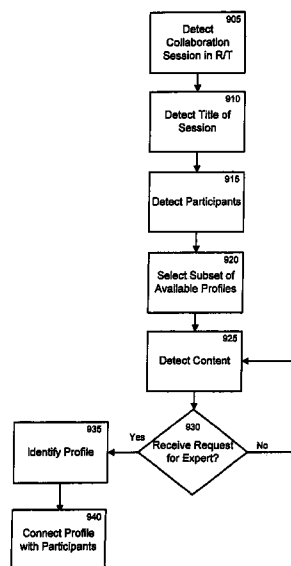 905
Detect
Collaboration
Session in R/T
910
Detect Title of
Session
915
Detect Participants
920
Select Subset of
Available Profiles
925
Detect Content
930
Receive Request
for Expert?
Yes
No
935
Identify Profile
940
Connect Profile
with Participants